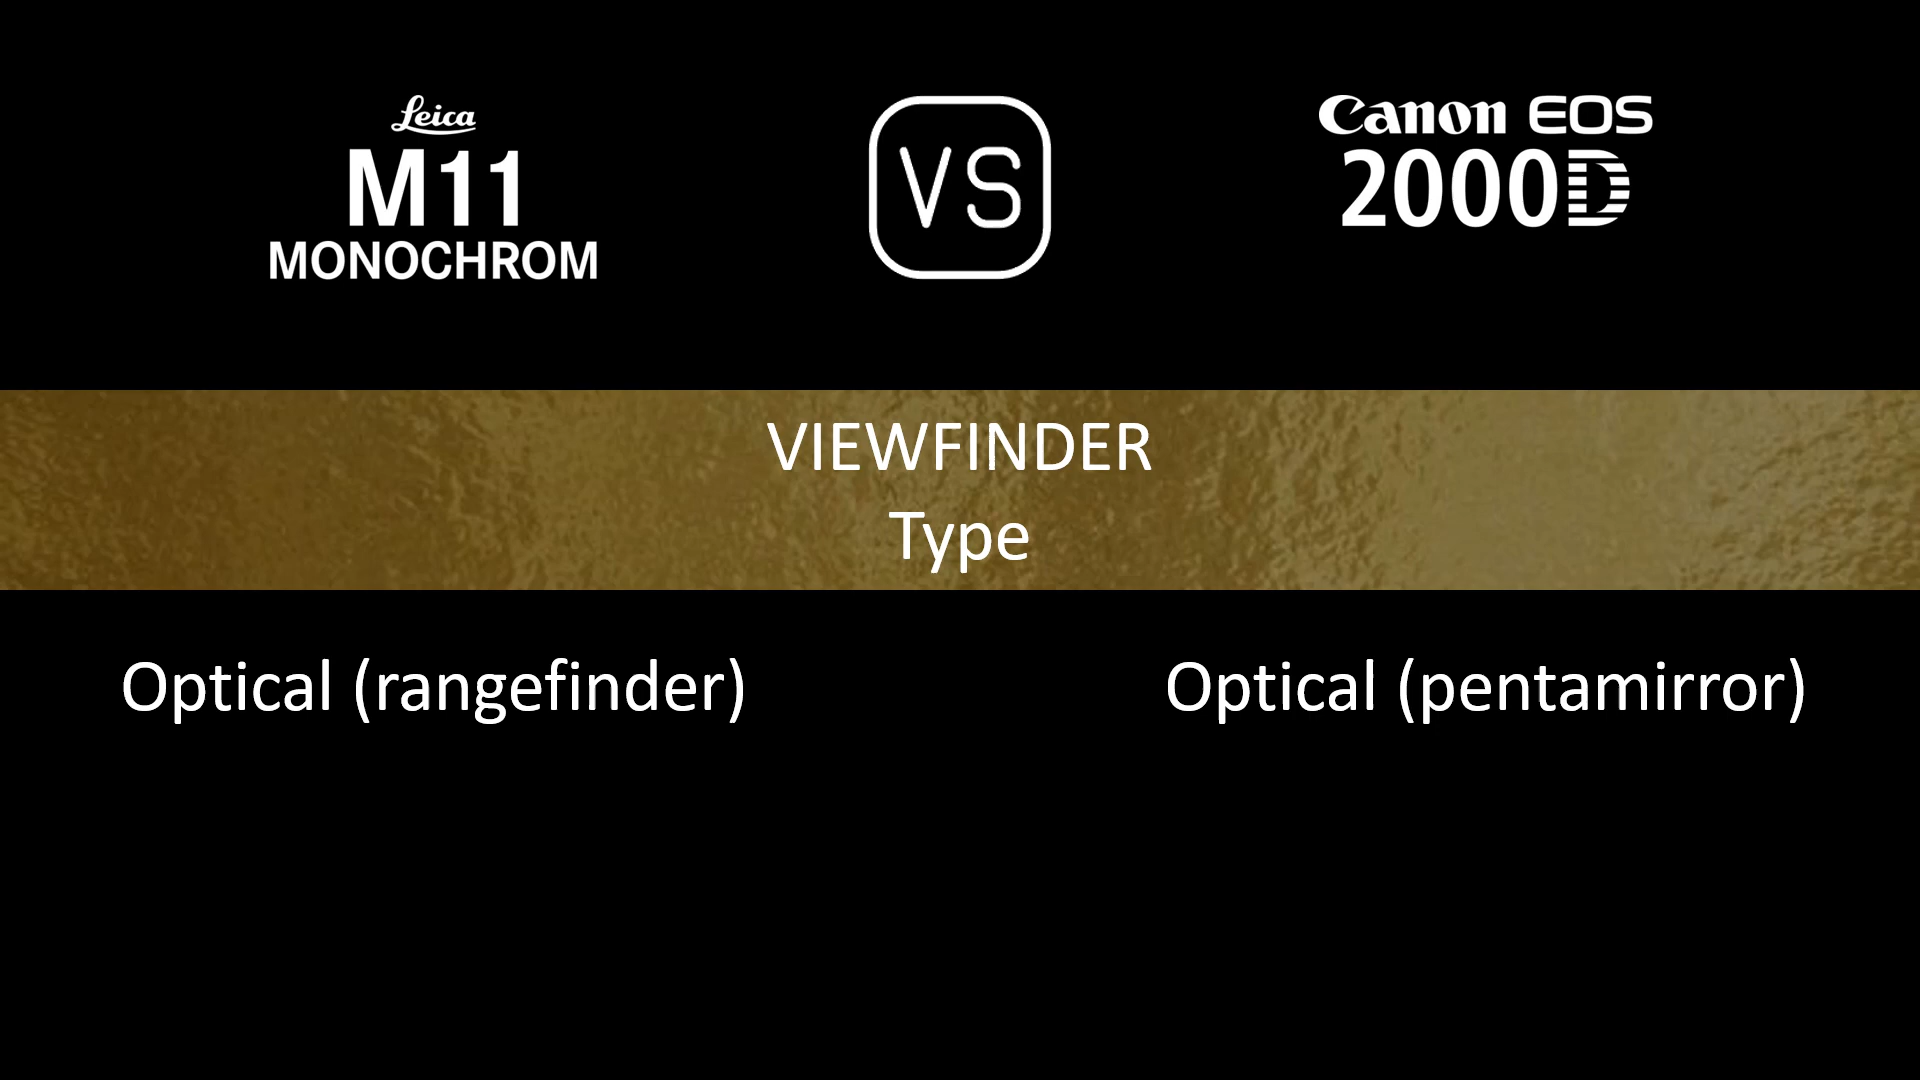 Leica
M11
MONOCHROM
VS
Canon EOS
2000D
VIEWFINDER
Type
Optical (rangefinder)
Optical (pentamirror)